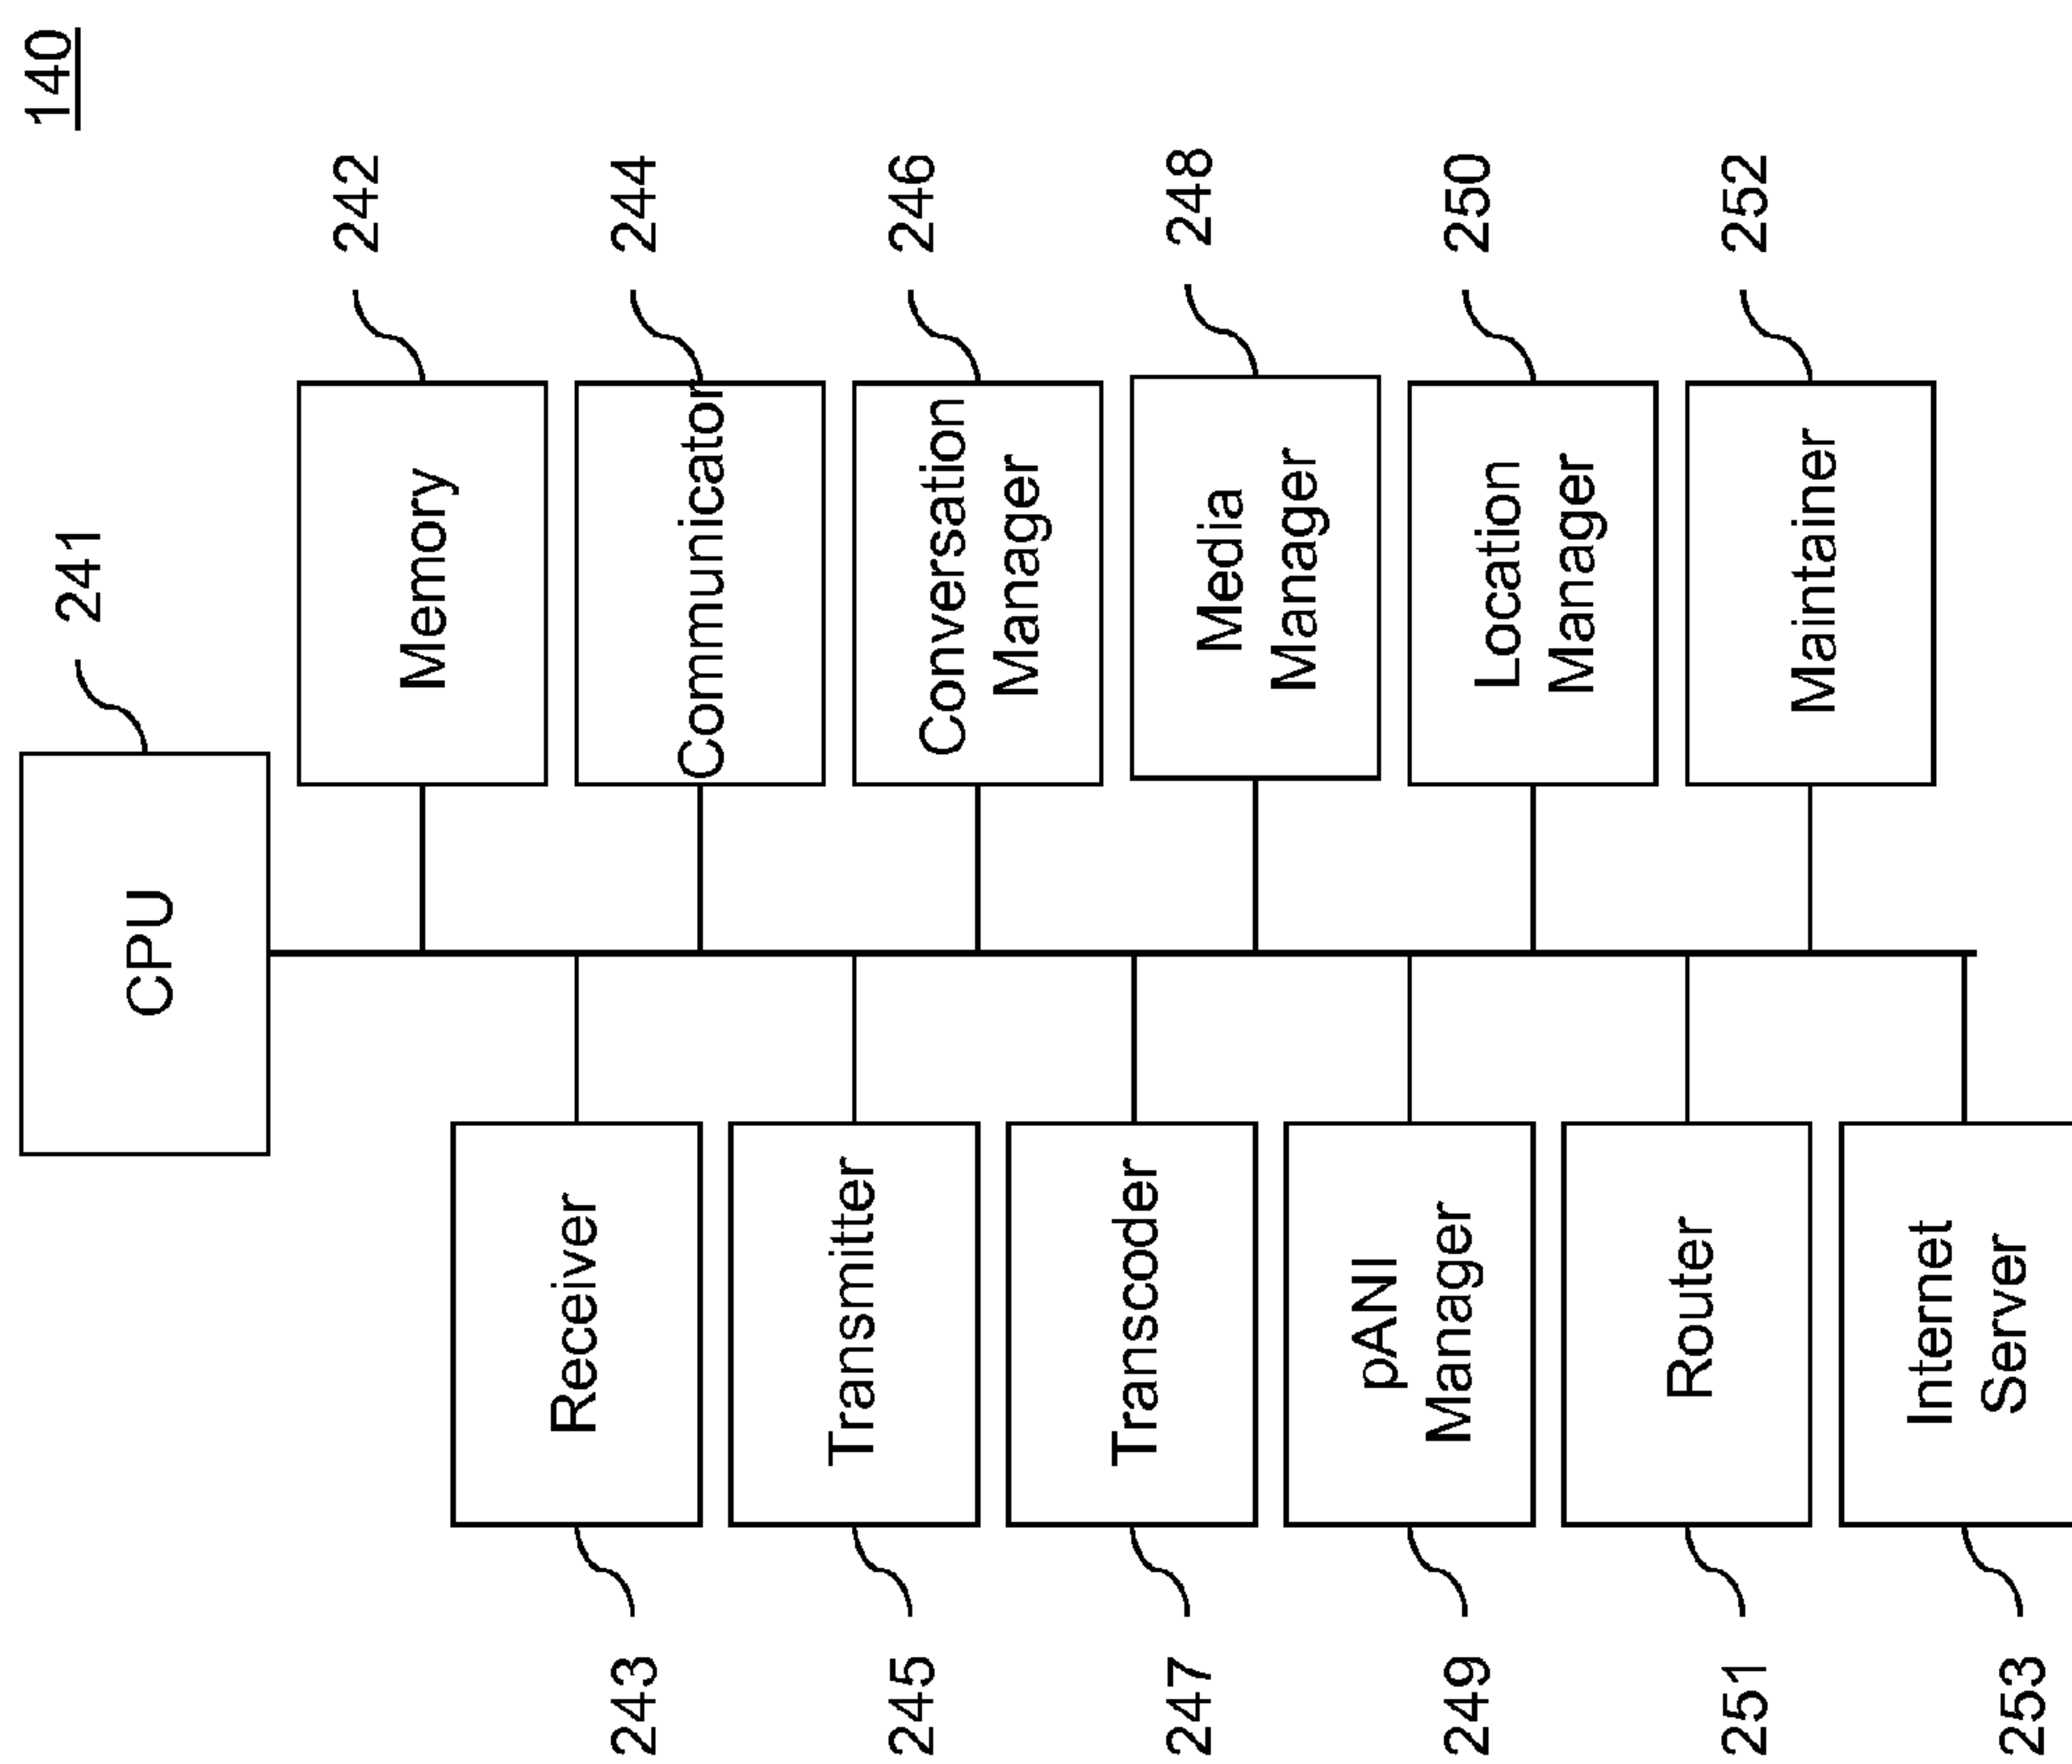 140
CPU
241
Memory
242
Receiver
243
Communicator
244
Transmitter
245
Conversation
Manager
246
Transcoder
247
Media
Manager
248
pANI
Manager
249
Location
Manager
250
Router
251
Maintainer
252
Internet
Server
253